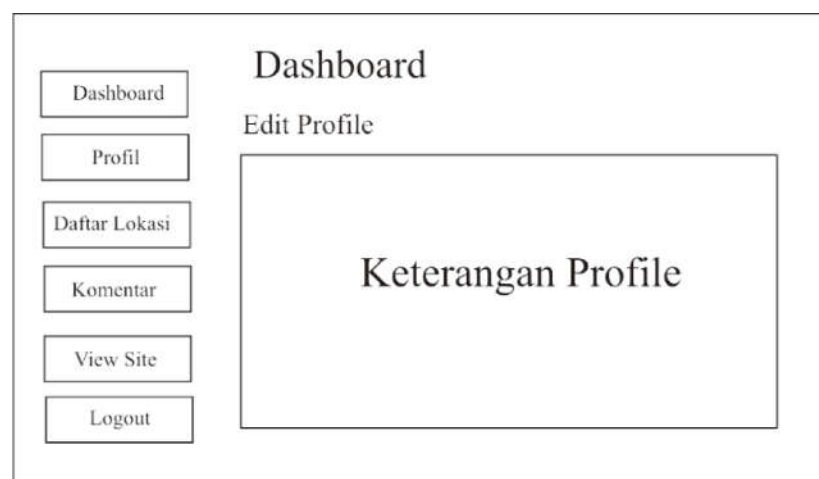 Dashboard
Profil
Daftar Lokasi
Komentar
View Site
Logout
Dashboard
Edit Profile
Keterangan Profile